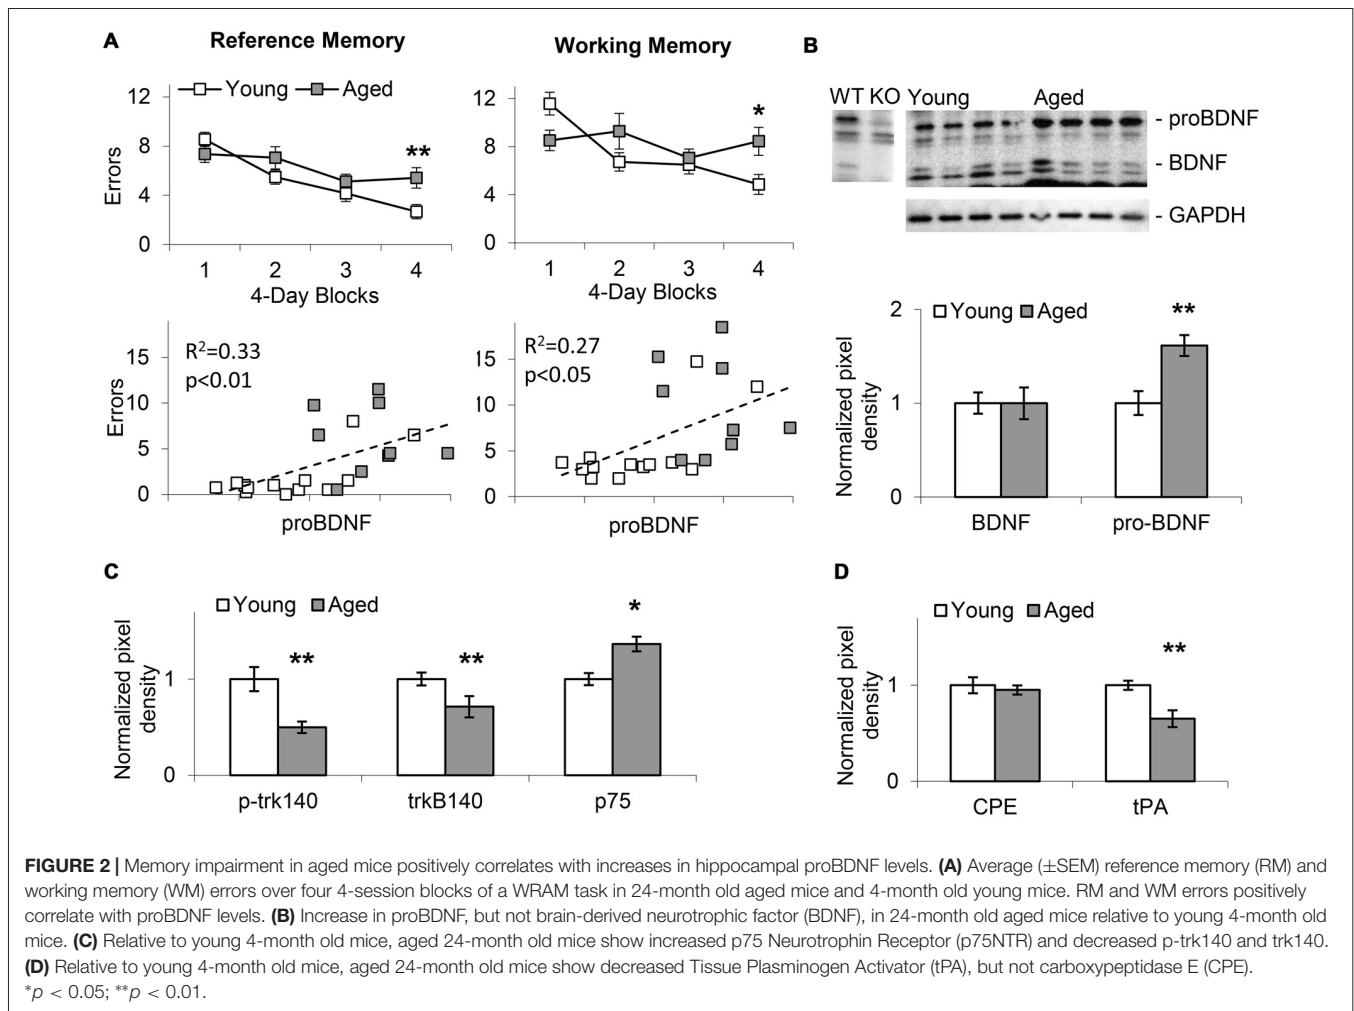 A
Reference Memory
Working Memory
Young Aged
12
8
4
0
Errors
1 2 3 4
4-Day Blocks
**
12
8
4
0
1 2 3 4
4-Day Blocks
*
R²=0.33
p<0.01
15
10
5
0
Errors
proBDNF
R²=0.27
p<0.05
15
10
5
0
proBDNF
B
WT KO Young Aged
- proBDNF
- BDNF
- GAPDH
Young Aged
**
2
1
0
Normalized pixel
density
BDNF pro-BDNF
C
Young Aged
** ** *
1
0
Normalized pixel
density
p-trk140 trkB140 p75
D
Young Aged
**
1
0
Normalized pixel
density
CPE tPA
FIGURE 2 | Memory impairment in aged mice positively correlates with increases in hippocampal proBDNF levels. (A) Average (±SEM) reference memory (RM) and
working memory (WM) errors over four 4-session blocks of a WRAM task in 24-month old aged mice and 4-month old young mice. RM and WM errors positively
correlate with proBDNF levels. (B) Increase in proBDNF, but not brain-derived neurotrophic factor (BDNF), in 24-month old aged mice relative to young 4-month old
mice. (C) Relative to young 4-month old mice, aged 24-month old mice show increased p75 Neurotrophin Receptor (p75NTR) and decreased p-trk140 and trk140.
(D) Relative to young 4-month old mice, aged 24-month old mice show decreased Tissue Plasminogen Activator (tPA), but not carboxypeptidase E (CPE).
*p < 0.05; **p < 0.01.